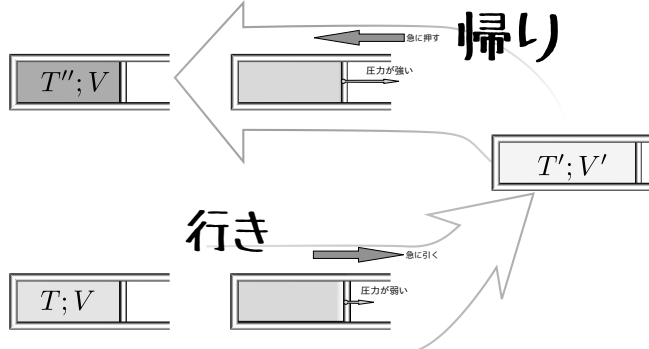 帰り
急に押す
圧力が強い
T'';V
T';V'
行き
急に引く
圧力が弱い
T;V